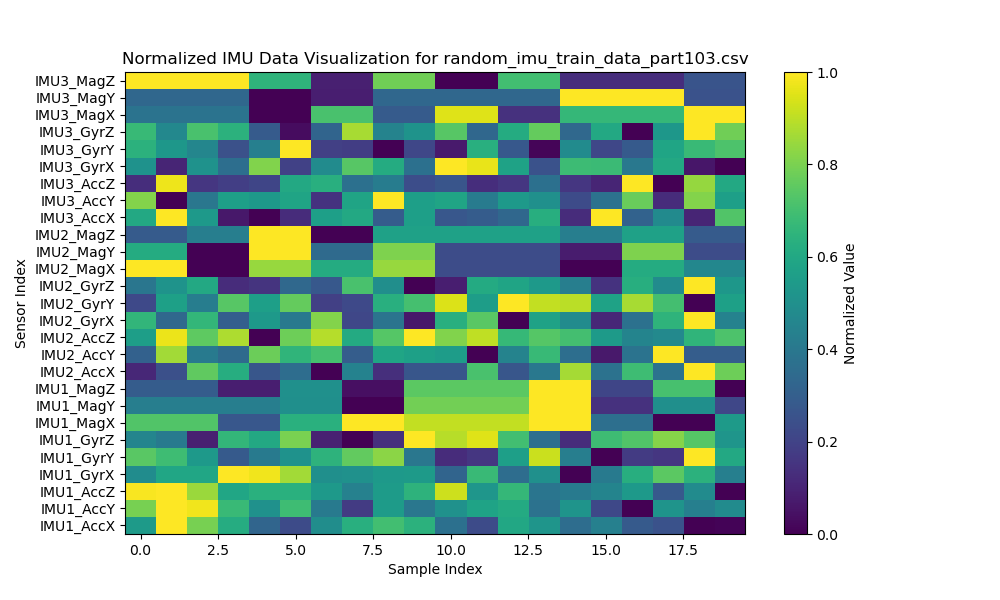 Normalized IMU Data Visualization for random_imu_train_data_part103.csv
IMU3_MagZ
IMU3_MagY
IMU3_MagX
IMU3_GyrZ
IMU3_GyrY
IMU3_GyrX
IMU3_AccZ
IMU3_AccY
IMU3_AccX
IMU2_MagZ
IMU2_MagY
IMU2_MagX
IMU2_GyrZ
IMU2_GyrY
IMU2_GyrX
IMU2_AccZ
IMU2_AccY
IMU2_AccX
IMU1_MagZ
IMU1_MagY
IMU1_MagX
IMU1_GyrZ
IMU1_GyrY
IMU1_GyrX
IMU1_AccZ
IMU1_AccY
IMU1_AccX
Sensor Index
0.0 2.5 5.0 7.5 10.0 12.5 15.0 17.5
Sample Index
1.0
0.8
0.6
0.4
0.2
0.0
Normalized Value